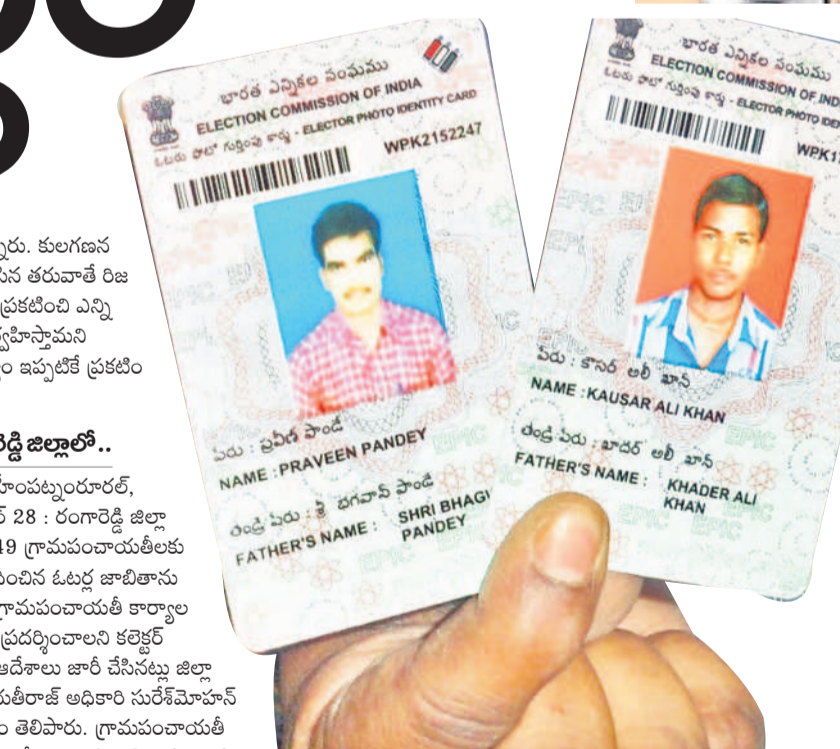 న్నారు. కులగణన
సిన తరువాతే రిజ
ప్రకటించి ఎన్ని
ర్వహిస్తామని
ఇప్పటికే ప్రకటిం
రెడ్డి జిల్లాలో..
హీంపట్నంరూరల్,
28 : రంగారెడ్డి జిల్లా
49 గ్రామపంచాయతీలకు
పించిన ఓటర్ల జాబితాను
గ్రామపంచాయతీ కార్యాల
ప్రదర్శించాలని కలెక్టర్
ఆదేశాలు జారీ చేసినట్లు జిల్లా
యతీరాజ్ అధికారి సురేశ్‌మోహన్
తెలిపారు. గ్రామపంచాయతీ
భారత ఎన్నికల సంఘము
ELECTION COMMISSION OF INDIA
ఓటరు ఫొటో గుర్తింపు కార్డు - ELECTOR PHOTO IDENTITY CARD
WPK2152247
పేరు : ప్రవీణ్ పాండే
NAME : PRAVEEN PANDEY
తండ్రి పేరు : శ్రీ భగవాన్ పాండే
FATHER'S NAME : SHRI BHAGI
PANDEY
భారత ఎన్నికల సంఘము
ELECTION COMMISSION OF IND
ఓటరు ఫొటో గుర్తింపు కార్డు - ELECTOR PHOTO IDE
WPK1
పేరు : కౌసర్ అలీ ఖాన్
NAME : KAUSAR ALI KHAN
తండ్రి పేరు : ఖాదర్ అలీ ఖాన్
FATHER'S NAME : KHADER ALI
KHAN